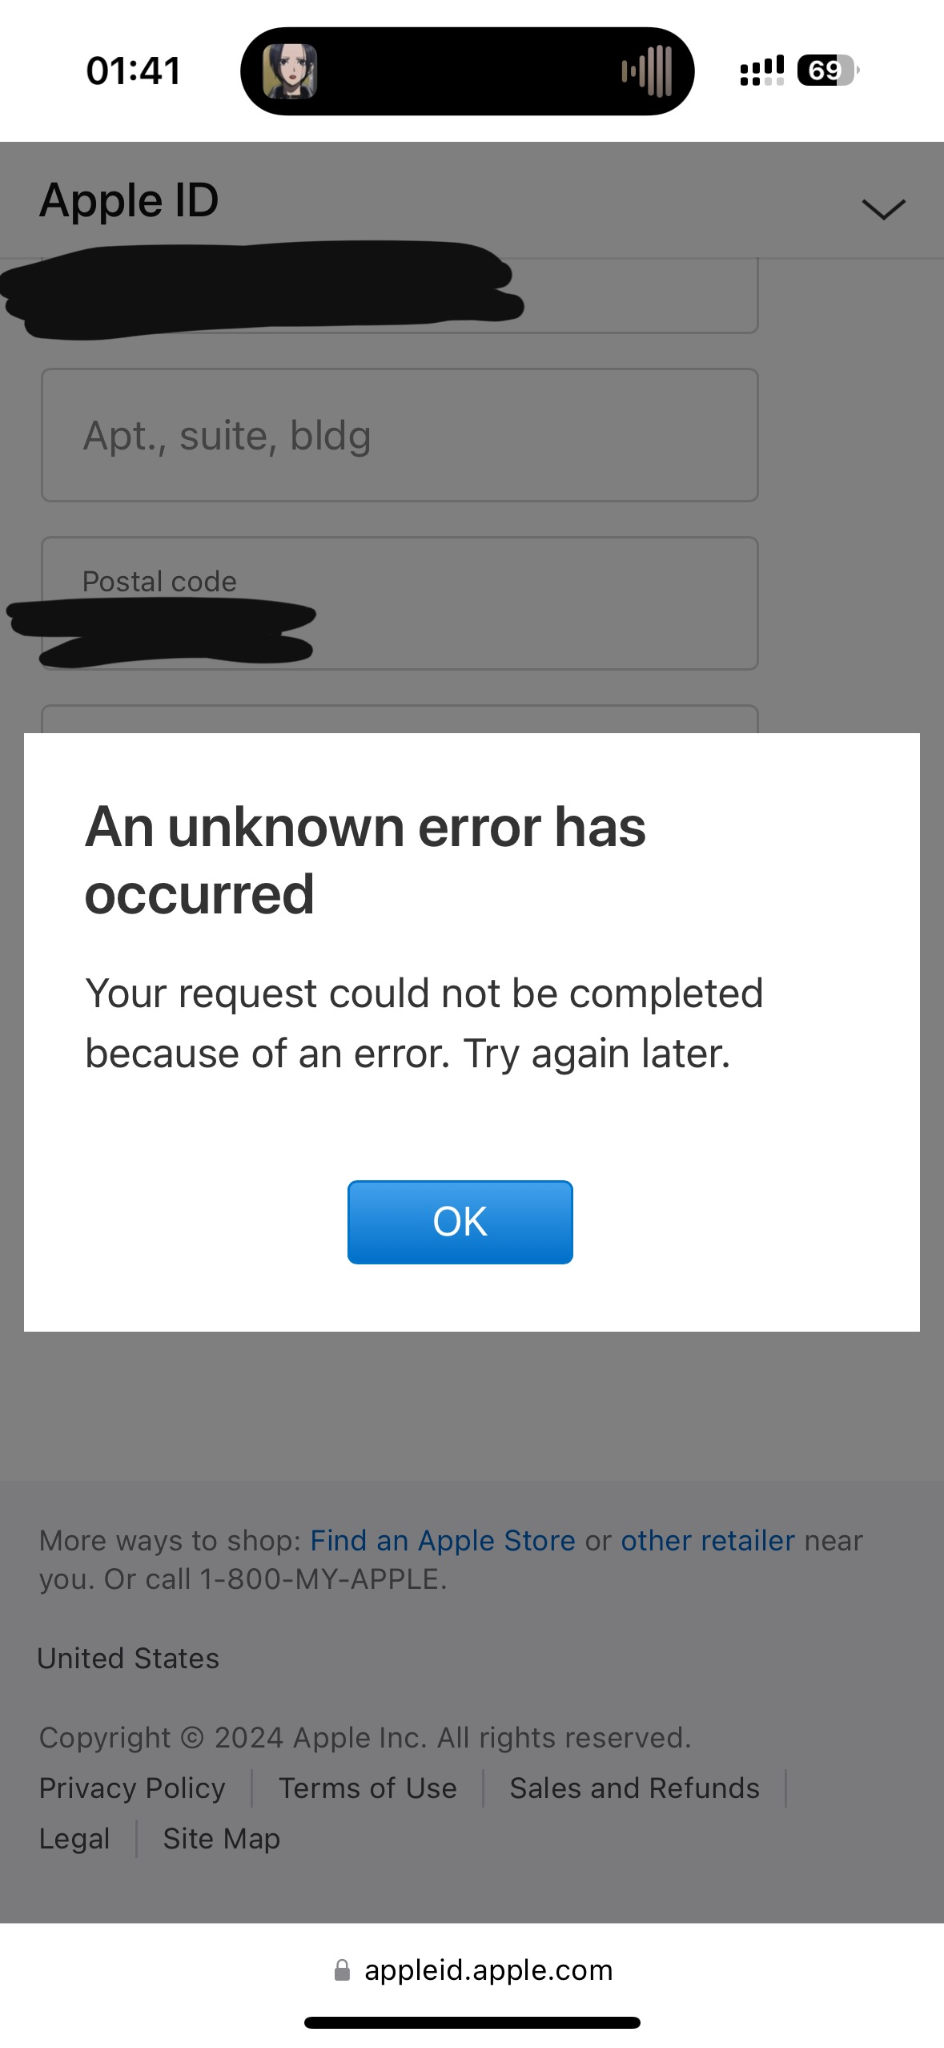 01:41
69
Apple ID
Apt., suite, bldg
Postal code
An unknown error has
occurred
Your request could not be completed
because of an error. Try again later.
OK
More ways to shop: Find an Apple Store or other retailer near
you. Or call 1-800-MY-APPLE.
United States
Copyright © 2024 Apple Inc. All rights reserved.
Privacy Policy | Terms of Use | Sales and Refunds |
Legal | Site Map
appleid.apple.com